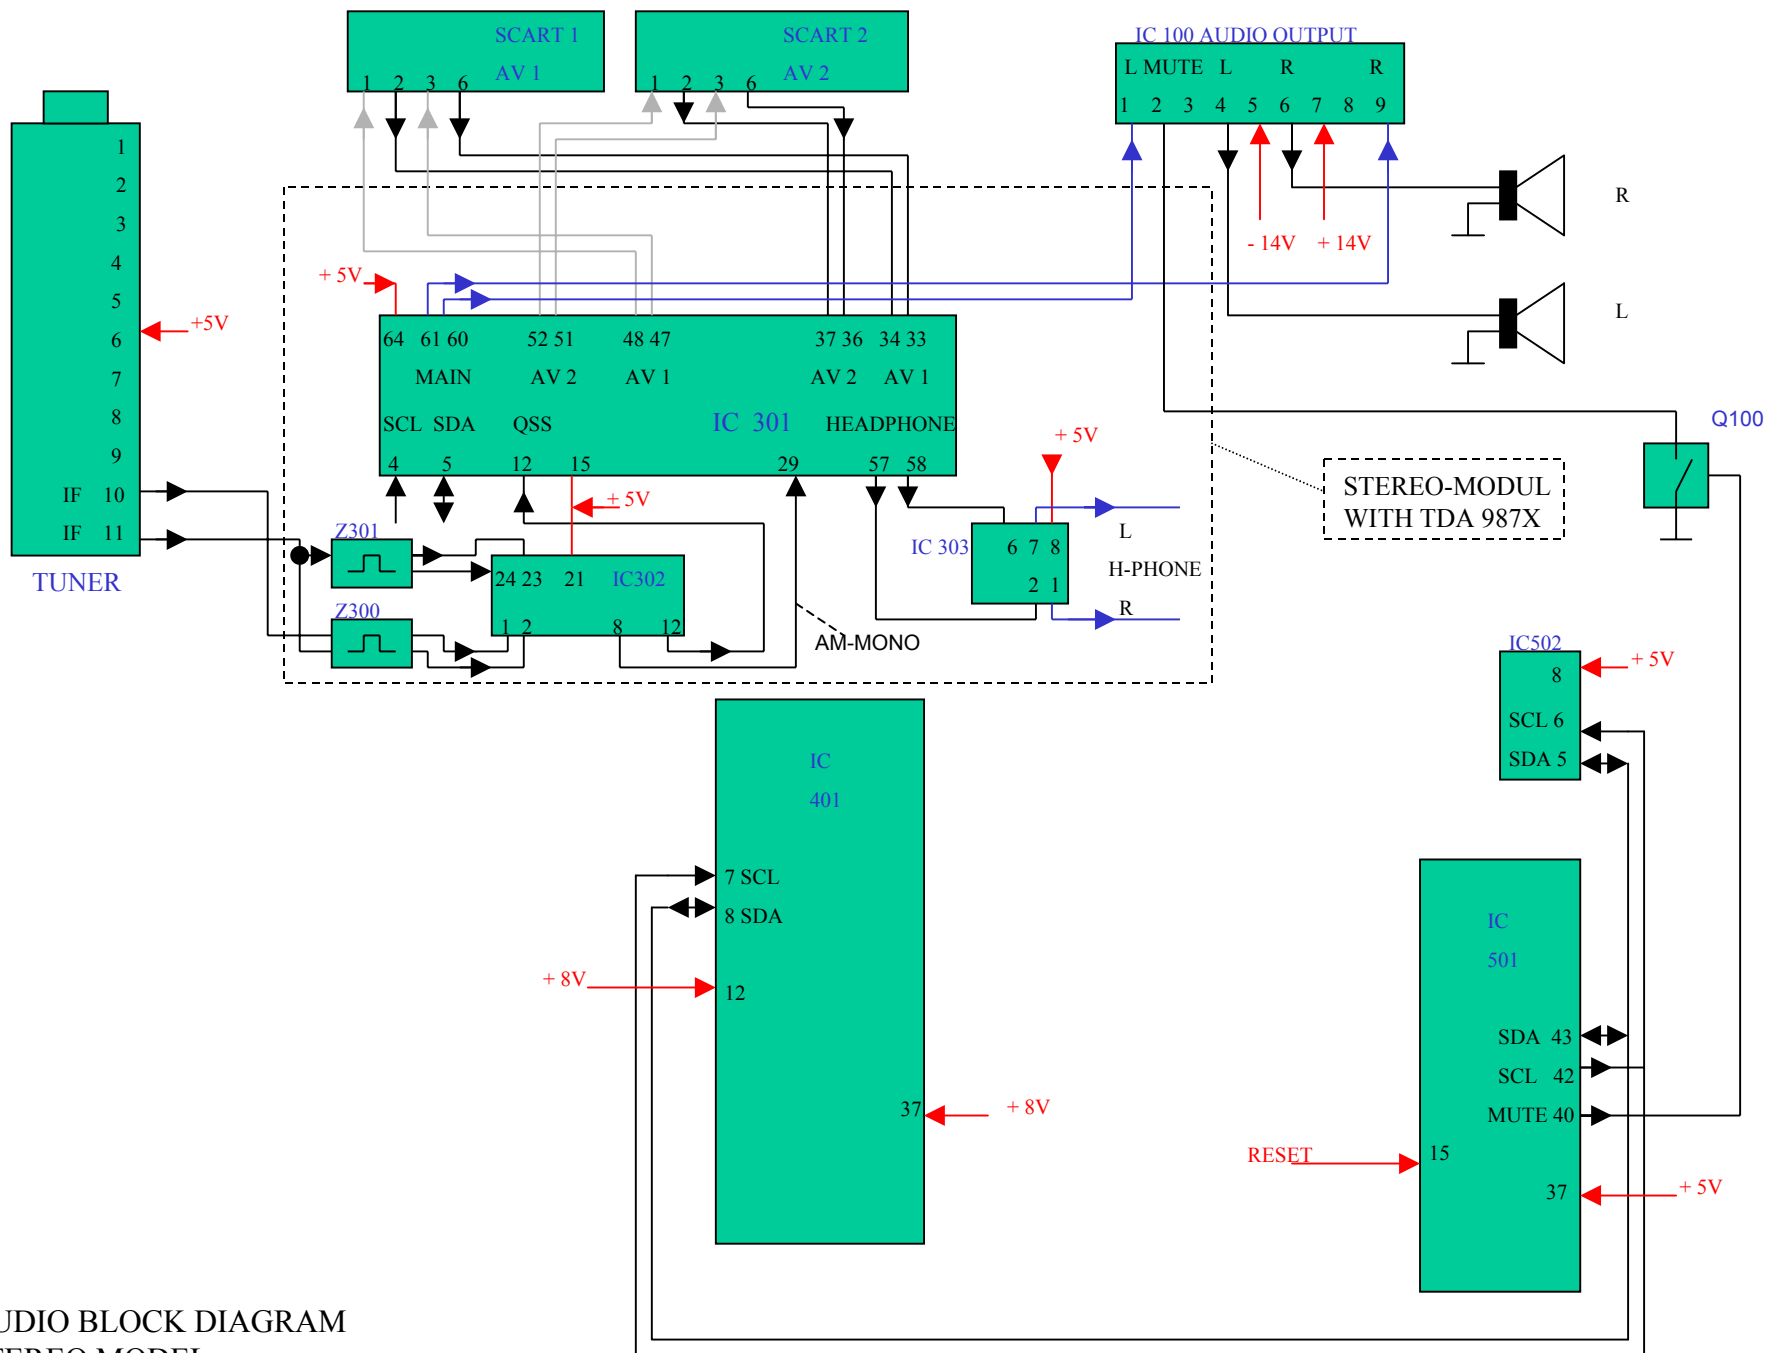 SCART 1
AV 1
1 2 3 6
SCART 2
AV 2
1 2 3 6
IC 100 AUDIO OUTPUT
L MUTE L R R
1 2 3 4 5 6 7 8 9
- 14V + 14V
R
L
1
2
3
4
5
6
7
8
9
IF 10
IF 11
+5V
TUNER
+ 5V
64 61 60 52 51 48 47 37 36 34 33
MAIN AV 2 AV 1 AV 2 AV 1
SCL SDA QSS IC 301 HEADPHONE
4 5 12 15 29 57 58
+ 5V
+ 5V
Z301
Z300
24 23 21 IC302
1 2 8 12
AM-MONO
IC 303 6 7 8
2 1
L
H-PHONE
R
STEREO-MODUL
WITH TDA 987X
Q100
IC502
8
SCL 6
SDA 5
+ 5V
IC
401
7 SCL
8 SDA
+ 8V
12
37
+ 8V
IC
501
SDA 43
SCL 42
MUTE 40
RESET
15
37
+ 5V
UDIO BLOCK DIAGRAM
TEREO MODEL